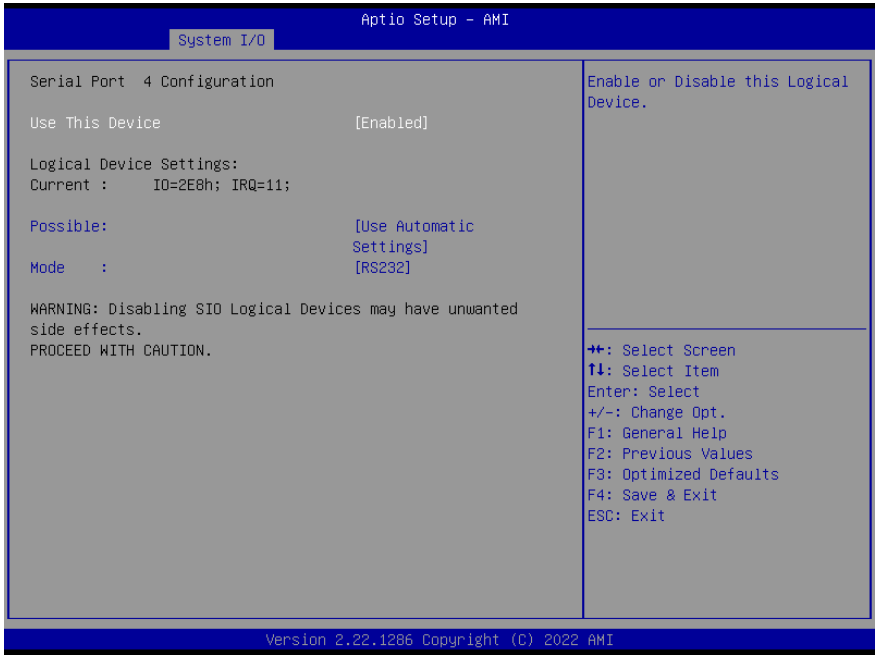 Aptio Setup – AMI
System I/O
Serial Port  4 Configuration
Use This Device [Enabled]
Logical Device Settings:
Current : IO=2E8h; IRQ=11;
Possible: [Use Automatic
Settings]
Mode : [RS232]
WARNING: Disabling SIO Logical Devices may have unwanted
side effects.
PROCEED WITH CAUTION.
Enable or Disable this Logical
Device.
→←: Select Screen
↑↓: Select Item
Enter: Select
+/-: Change Opt.
F1: General Help
F2: Previous Values
F3: Optimized Defaults
F4: Save & Exit
ESC: Exit
Version 2.22.1286 Copyright (C) 2022 AMI